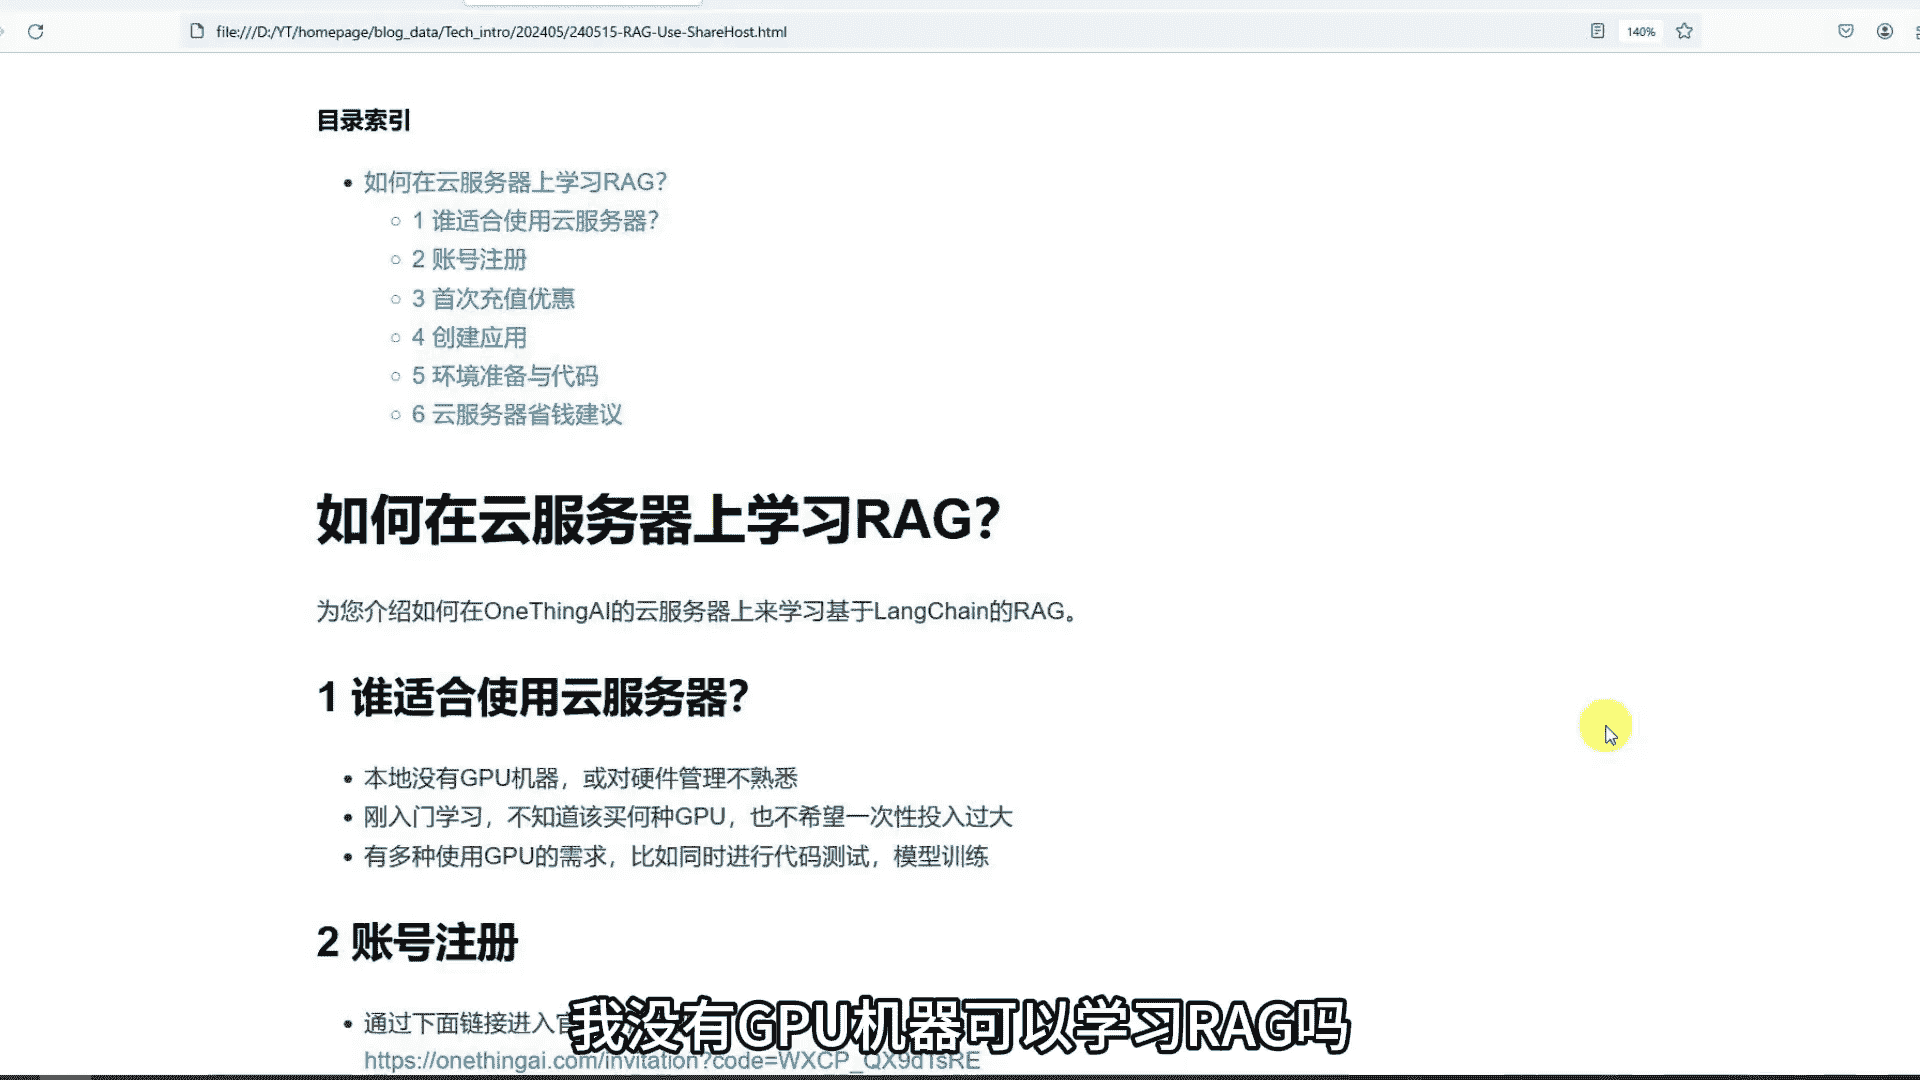 file:///D:/YT/homepage/blog_data/Tech_intro/202405/240515-RAG-Use-ShareHost.html
140%
目录索引
如何在云服务器上学习RAG?
1 谁适合使用云服务器?
2 账号注册
3 首次充值优惠
4 创建应用
5 环境准备与代码
6 云服务器省钱建议
如何在云服务器上学习RAG?
为您介绍如何在OneThingAI的云服务器上来学习基于LangChain的RAG。
1 谁适合使用云服务器?
本地没有GPU机器，或对硬件管理不熟悉
刚入门学习，不知道该买何种GPU，也不希望一次性投入过大
有多种使用GPU的需求，比如同时进行代码测试，模型训练
2 账号注册
通过下面链接进入官
我没有GPU机器可以学习RAG吗
https://onethingai.com/invitation?code=WXCP_QX9d1sRE